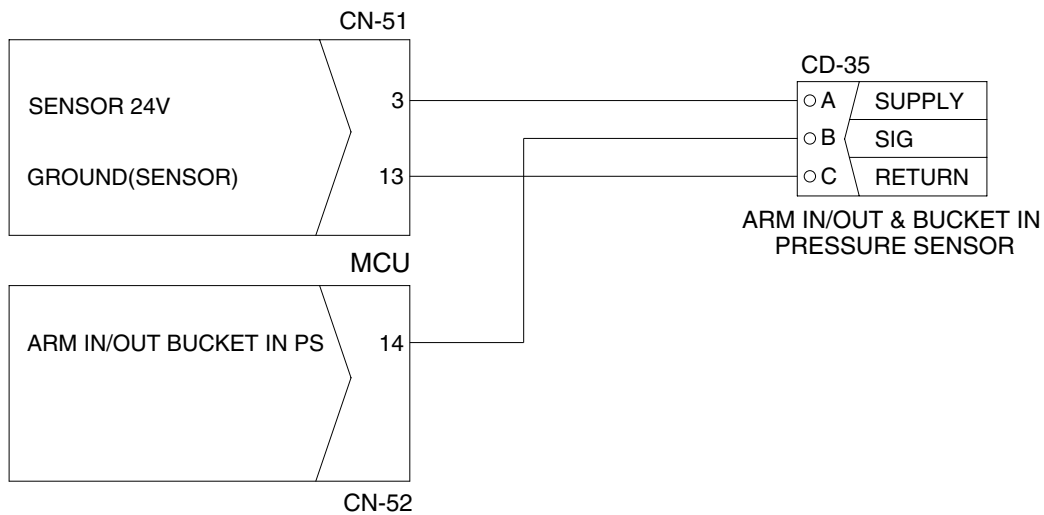 CN-51
SENSOR 24V
3
GROUND(SENSOR)
13
CD-35
A SUPPLY
B SIG
C RETURN
ARM IN/OUT & BUCKET IN
PRESSURE SENSOR
MCU
ARM IN/OUT BUCKET IN PS
14
CN-52